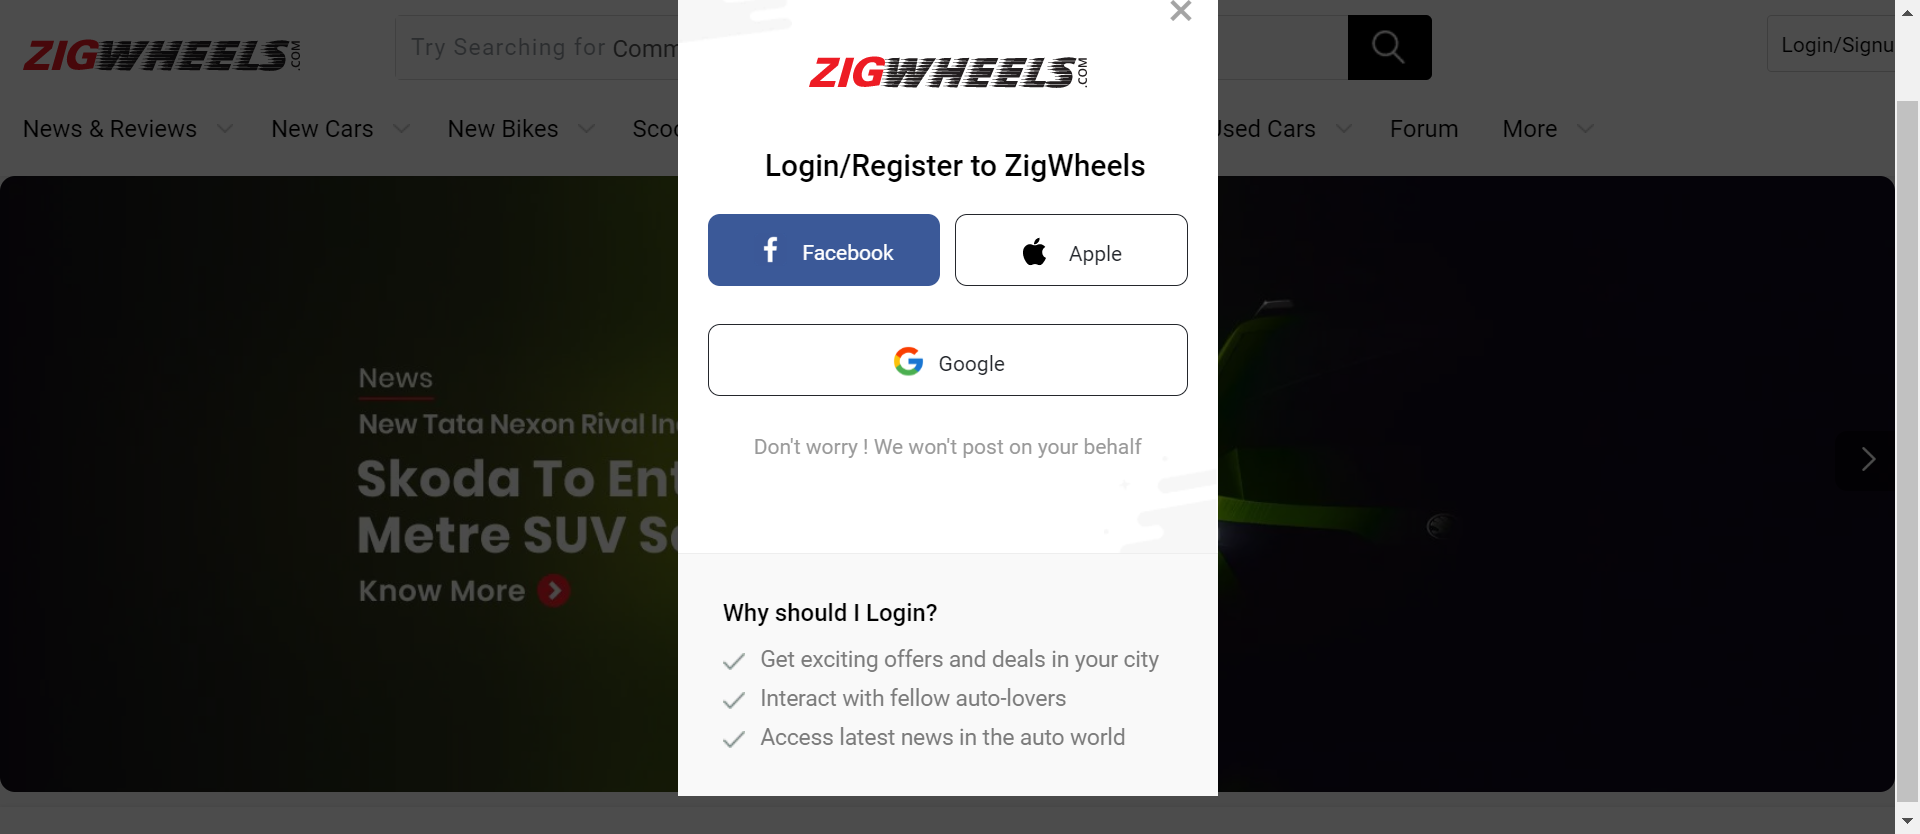 ZIGWHEELS.COM
Try Searching for Comm
Login/Signu
News & Reviews
New Cars
New Bikes
Scoo
Used Cars
Forum
More
News
New Tata Nexon Rival In
Skoda To Ent
Metre SUV S
Know More
ZIGWHEELS.COM
Login/Register to ZigWheels
Facebook
Apple
Google
Don't worry ! We won't post on your behalf
Why should I Login?
Get exciting offers and deals in your city
Interact with fellow auto-lovers
Access latest news in the auto world